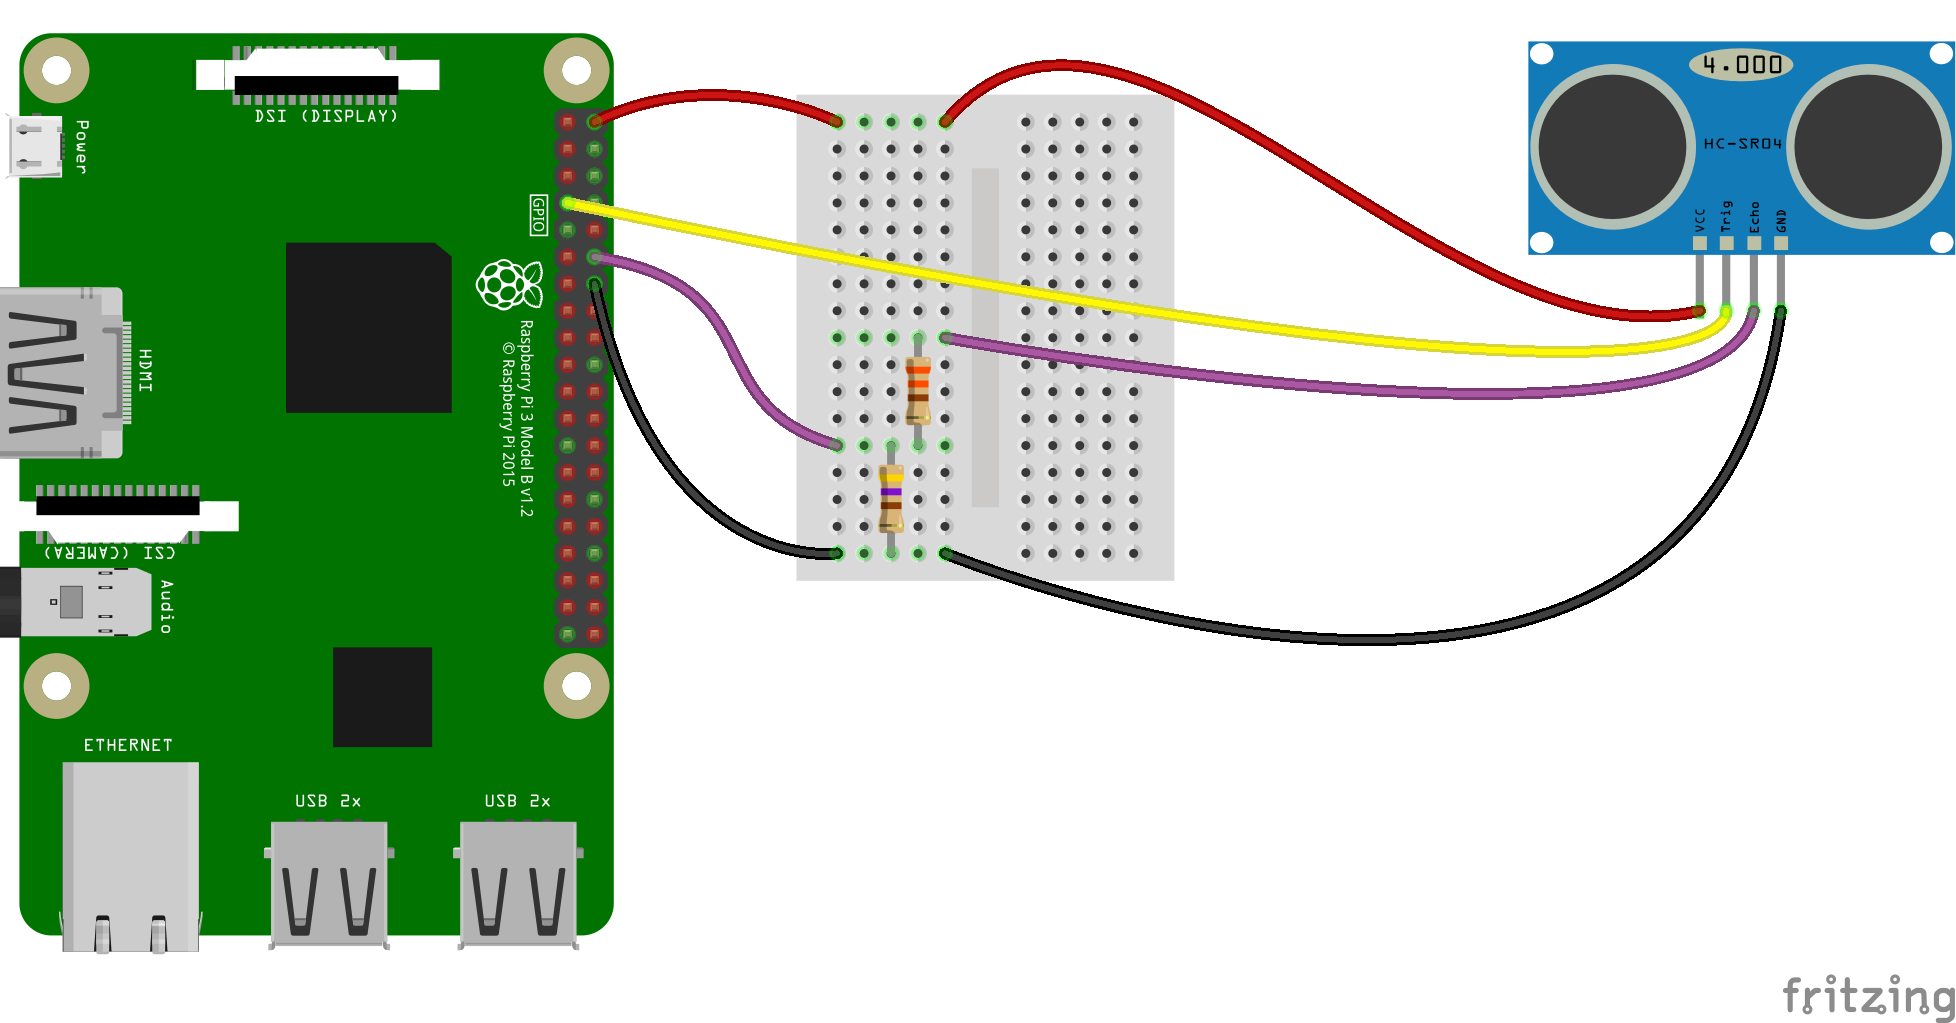 DSI (DISPLAY)
Power
GPIO
HDMI
Raspberry Pi 3 Model B v1.2
© Raspberry Pi 2015
CSI (CAMERA)
Audio
ETHERNET
USB 2x
USB 2x
4.000
HC-SR04
VCC
Trig
Echo
GND
fritzing